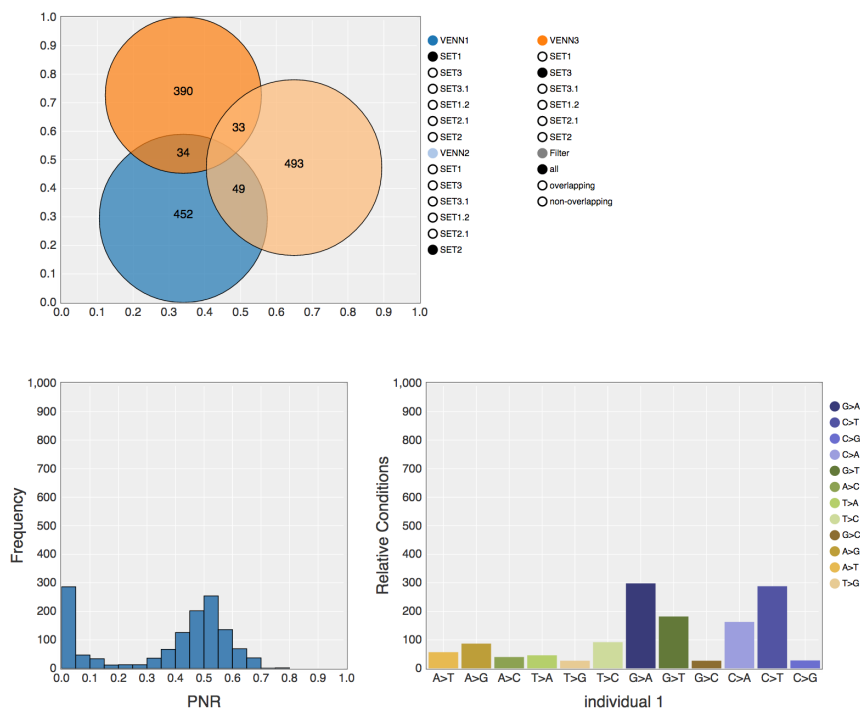 1.0
0.9
0.8
0.7
0.6
0.5
0.4
0.3
0.2
0.1
0.0
0.0 0.1 0.2 0.3 0.4 0.5 0.6 0.7 0.8 0.9 1.0
390
33
34
493
49
452
VENN1
SET1
SET3
SET3.1
SET1.2
SET2.1
SET2
VENN2
SET1
SET3
SET3.1
SET1.2
SET2.1
SET2
VENN3
SET1
SET3
SET3.1
SET1.2
SET2.1
SET2
Filter
all
overlapping
non-overlapping
Frequency
1,000
900
800
700
600
500
400
300
200
100
0
0.0 0.1 0.2 0.3 0.4 0.5 0.6 0.7 0.8 0.9 1.0
PNR
Relative Conditions
1,000
900
800
700
600
500
400
300
200
100
0
A>T A>G A>C T>A T>G T>C G>A G>T G>C C>A C>T C>G
individual 1
G>A
C>T
C>G
C>A
G>T
A>C
T>A
T>C
G>C
A>G
A>T
T>G